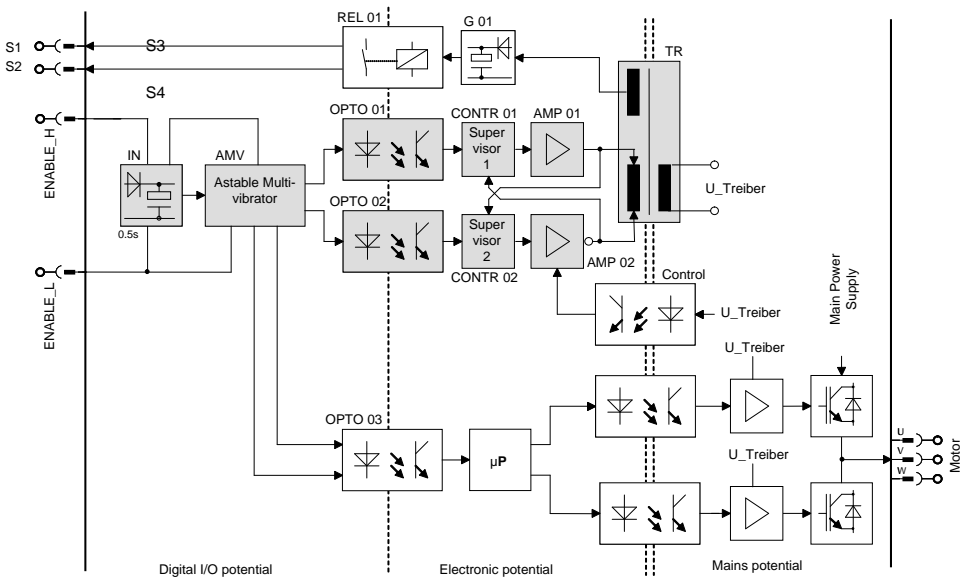 REL 01
G 01
TR
S1
S3
S2
S4
OPTO 01
CONTR 01
AMP 01
ENABLE_H
IN
AMV
Astable Multi-
vibrator
Super
visor
1
U_Treiber
OPTO 02
0.5s
Super
visor
2
CONTR 02
AMP 02
ENABLE_L
Control
U_Treiber
Main Power
Supply
U_Treiber
OPTO 03
µP
U_Treiber
U
V
W
Motor
Digital I/O potential
Electronic potential
Mains potential